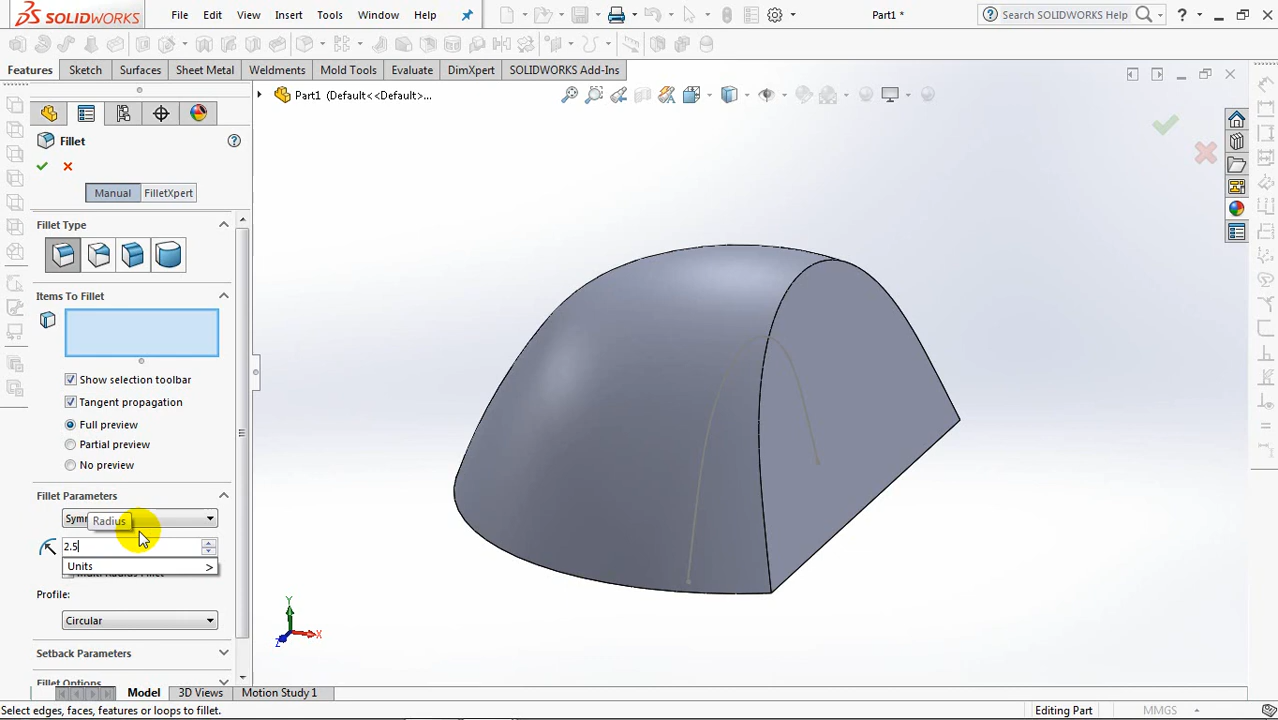 SOLIDWORKS File Edit View Insert Tools Window Help Part1 * Search SOLIDWORKS Help ?
Features Sketch Surfaces Sheet Metal Weldments Mold Tools Evaluate DimXpert SOLIDWORKS Add-Ins
Part1 (Default<<Default>...
Fillet ?
Manual FilletXpert
Fillet Type
Items To Fillet
Show selection toolbar
Tangent propagation
Full preview
Partial preview
No preview
Fillet Parameters
Symm
Radius
2.5
Units >
Profile:
Circular
Setback Parameters
Fillet Options
Y
X
Z
Model 3D Views Motion Study 1
Select edges, faces, features or loops to fillet. Editing Part MMGS